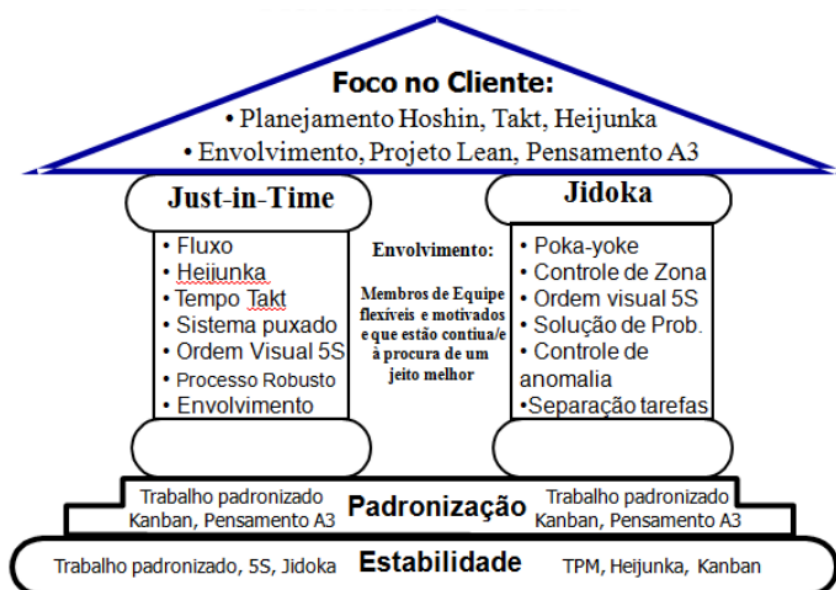 Foco no Cliente:
• Planejamento Hoshin, Takt, Heijunka
• Envolvimento, Projeto Lean, Pensamento A3
Just-in-Time
• Fluxo
• Heijunka
• Tempo Takt
• Sistema puxado
• Ordem Visual 5S
• Processo Robusto
• Envolvimento
Envolvimento:
Membros de Equipe
flexíveis e motivados
e que estão contiua/e
à procura de um
jeito melhor
Jidoka
• Poka-yoke
• Controle de Zona
• Ordem visual 5S
• Solução de Prob.
• Controle de
anomalia
•Separação tarefas
Trabalho padronizado
Kanban, Pensamento A3
Padronização
Trabalho padronizado
Kanban, Pensamento A3
Trabalho padronizado, 5S, Jidoka
Estabilidade
TPM, Heijunka, Kanban